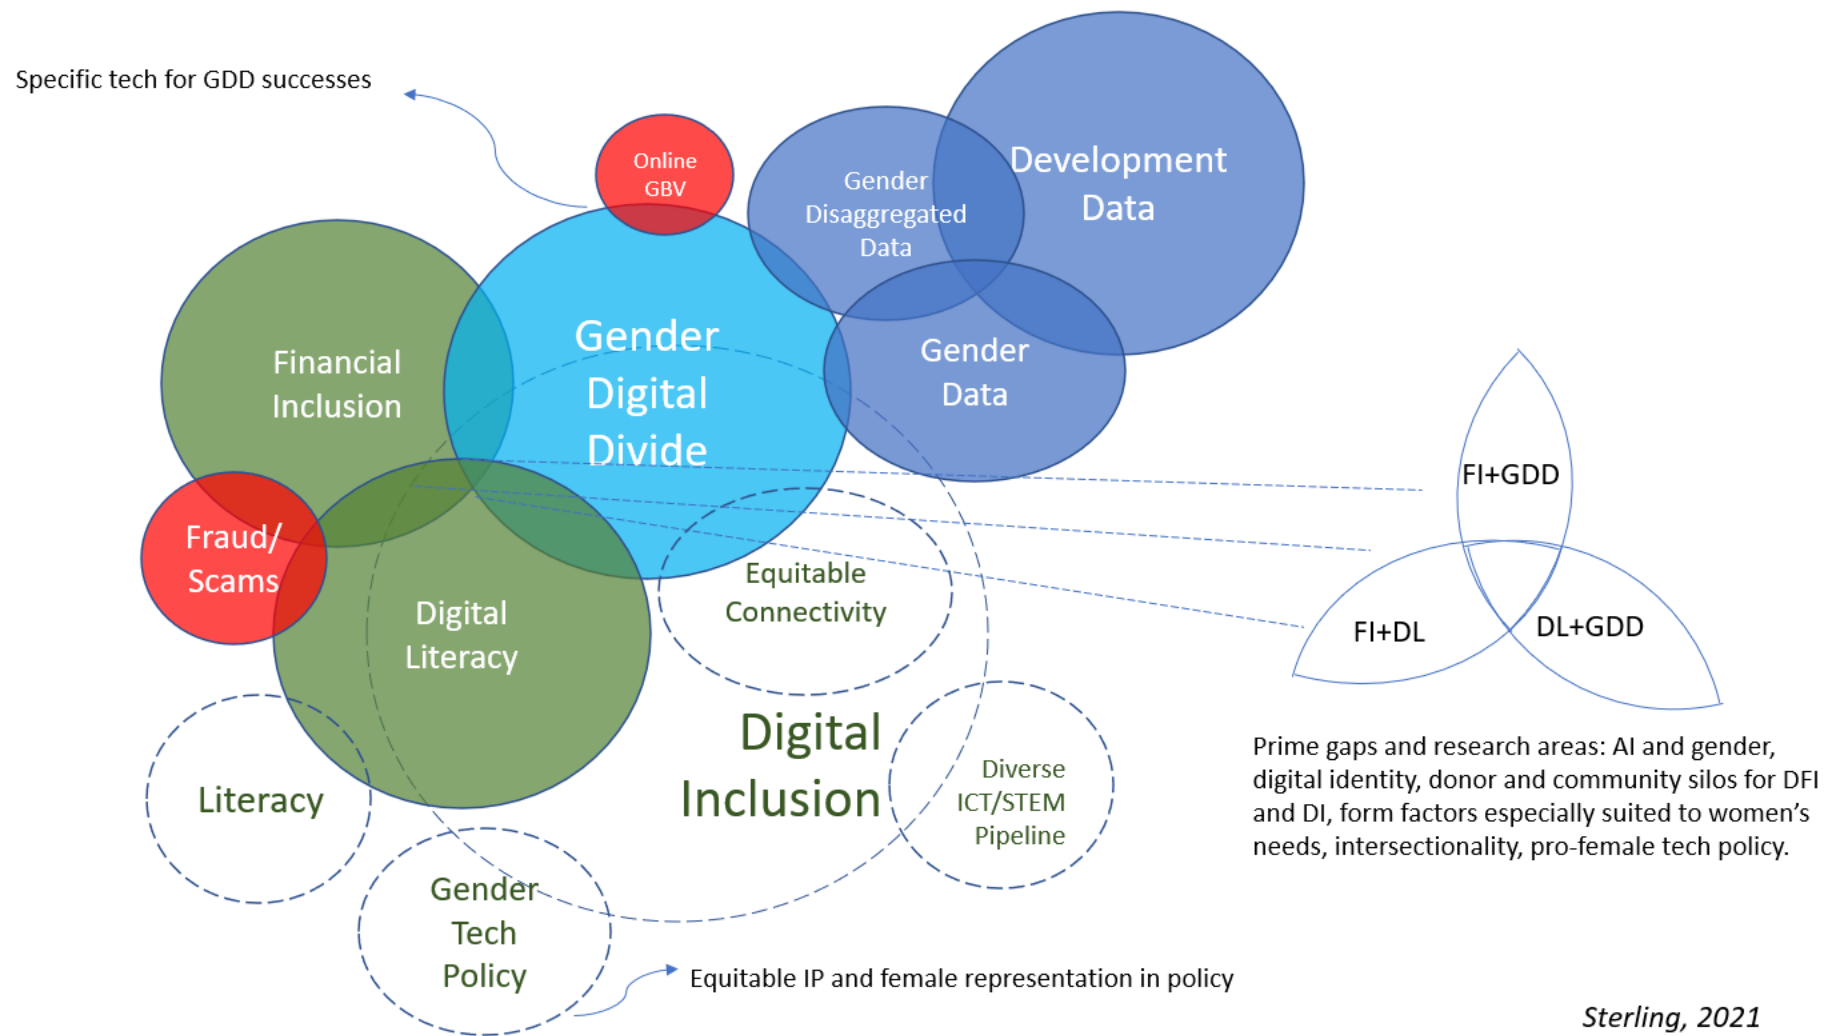 Specific tech for GDD successes
Online
GBV
Gender
Disaggregated
Data
Development
Data
Financial
Inclusion
Gender
Digital
Divide
Gender
Data
Fraud/
Scams
Digital
Literacy
Equitable
Connectivity
FI+GDD
FI+DL
DL+GDD
Digital
Inclusion
Diverse
ICT/STEM
Pipeline
Literacy
Gender
Tech
Policy
Prime gaps and research areas: AI and gender,
digital identity, donor and community silos for DFI
and DI, form factors especially suited to women’s
needs, intersectionality, pro-female tech policy.
Equitable IP and female representation in policy
Sterling, 2021